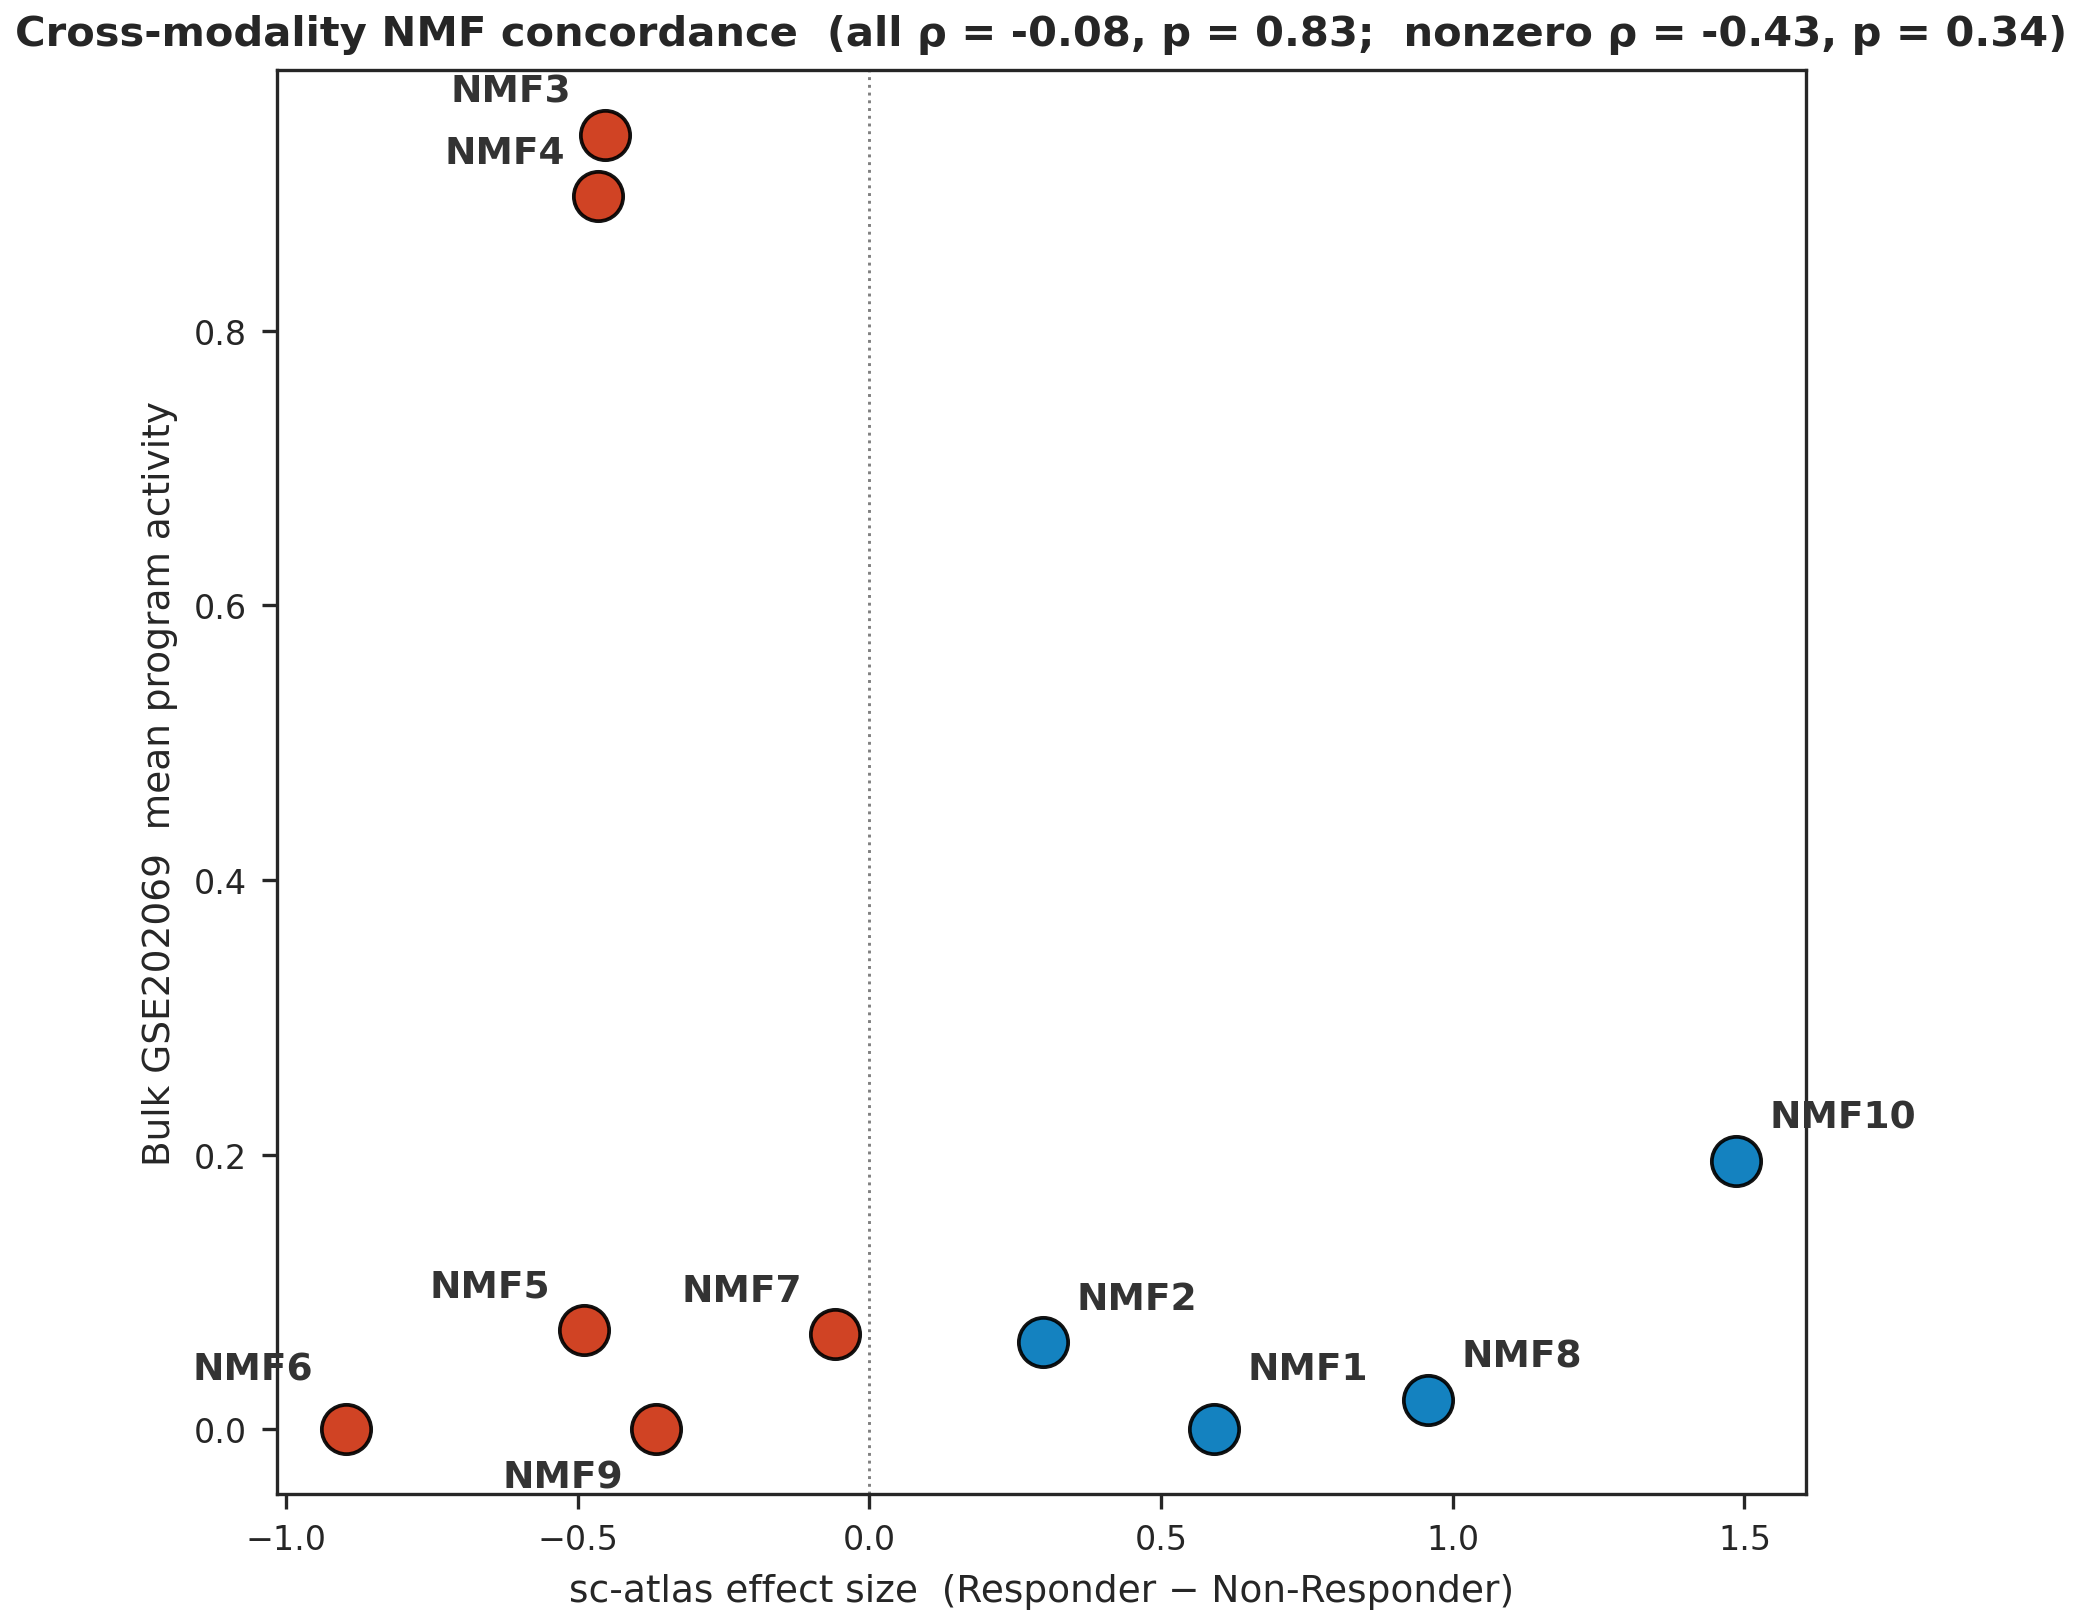 Cross-modality NMF concordance  (all ρ = -0.08, p = 0.83;  nonzero ρ = -0.43, p = 0.34)
NMF3
NMF4
0.8
0.6
0.4
0.2
0.0
Bulk GSE202069  mean program activity
NMF10
NMF5
NMF7
NMF2
NMF6
NMF1
NMF8
NMF9
−1.0
−0.5
0.0
0.5
1.0
1.5
sc-atlas effect size  (Responder − Non-Responder)